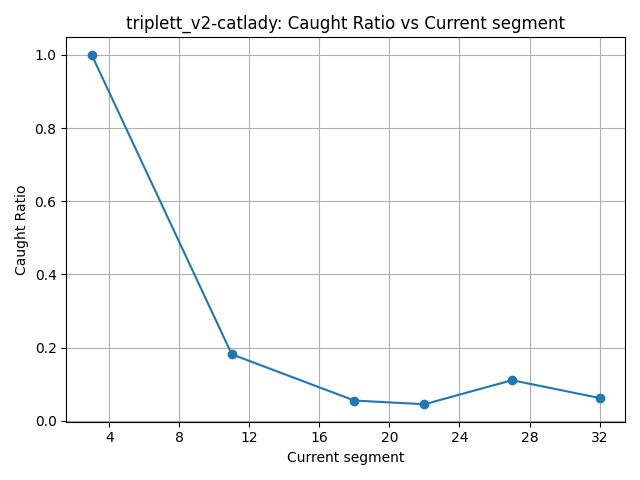 triplett_v2-catlady: Caught Ratio vs Current segment
1.0
0.8
0.6
0.4
0.2
0.0
Caught Ratio
4 8 12 16 20 24 28 32
Current segment